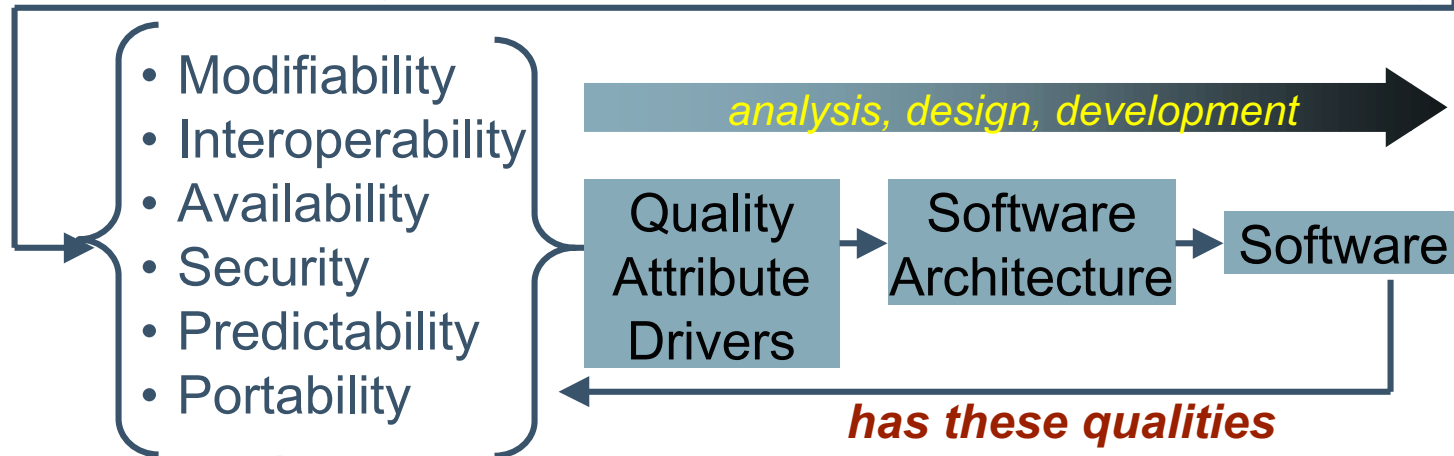 • Modifiability
• Interoperability
• Availability
• Security
• Predictability
• Portability
analysis, design, development
Quality
Attribute
Drivers
Software
Architecture
Software
has these qualities